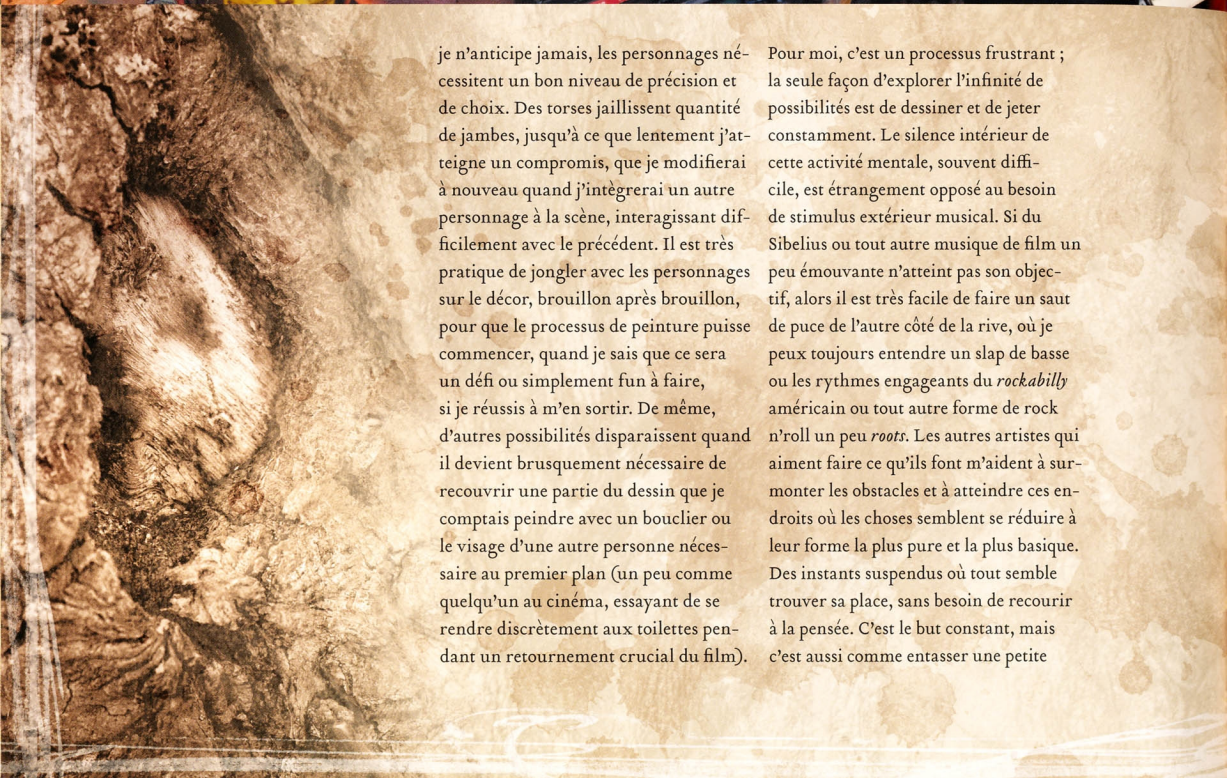 je n'anticipe jamais, les personnages né-
cessitent un bon niveau de précision et
de choix. Des torses jaillissent quantité
de jambes, jusqu'à ce que lentement j'at-
teigne un compromis, que je modifierai
à nouveau quand j'intègrerai un autre
personnage à la scène, interagissant dif-
ficilement avec le précédent. Il est très
pratique de jongler avec les personnages
sur le décor, brouillon après brouillon,
pour que le processus de peinture puisse
commencer, quand je sais que ce sera
un défi ou simplement fun à faire,
si je réussis à m'en sortir. De même,
d'autres possibilités disparaissent quand
il devient brusquement nécessaire de
recouvrir une partie du dessin que je
comptais peindre avec un bouclier ou
le visage d'une autre personne néces-
saire au premier plan (un peu comme
quelqu'un au cinéma, essayant de se
rendre discrètement aux toilettes pen-
dant un retournement crucial du film).
Pour moi, c'est un processus frustrant ;
la seule façon d'explorer l'infinité de
possibilités est de dessiner et de jeter
constamment. Le silence intérieur de
cette activité mentale, souvent diffi-
cile, est étrangement opposé au besoin
de stimulus extérieur musical. Si du
Sibelius ou tout autre musique de film un
peu émouvante n'atteint pas son objec-
tif, alors il est très facile de faire un saut
de puce de l'autre côté de la rive, où je
peux toujours entendre un slap de basse
ou les rythmes engageants du rockabilly
américain ou tout autre forme de rock
n'roll un peu roots. Les autres artistes qui
aiment faire ce qu'ils font m'aident à sur-
monter les obstacles et à atteindre ces en-
droits où les choses semblent se réduire à
leur forme la plus pure et la plus basique.
Des instants suspendus où tout semble
trouver sa place, sans besoin de recourir
à la pensée. C'est le but constant, mais
c'est aussi comme entasser une petite